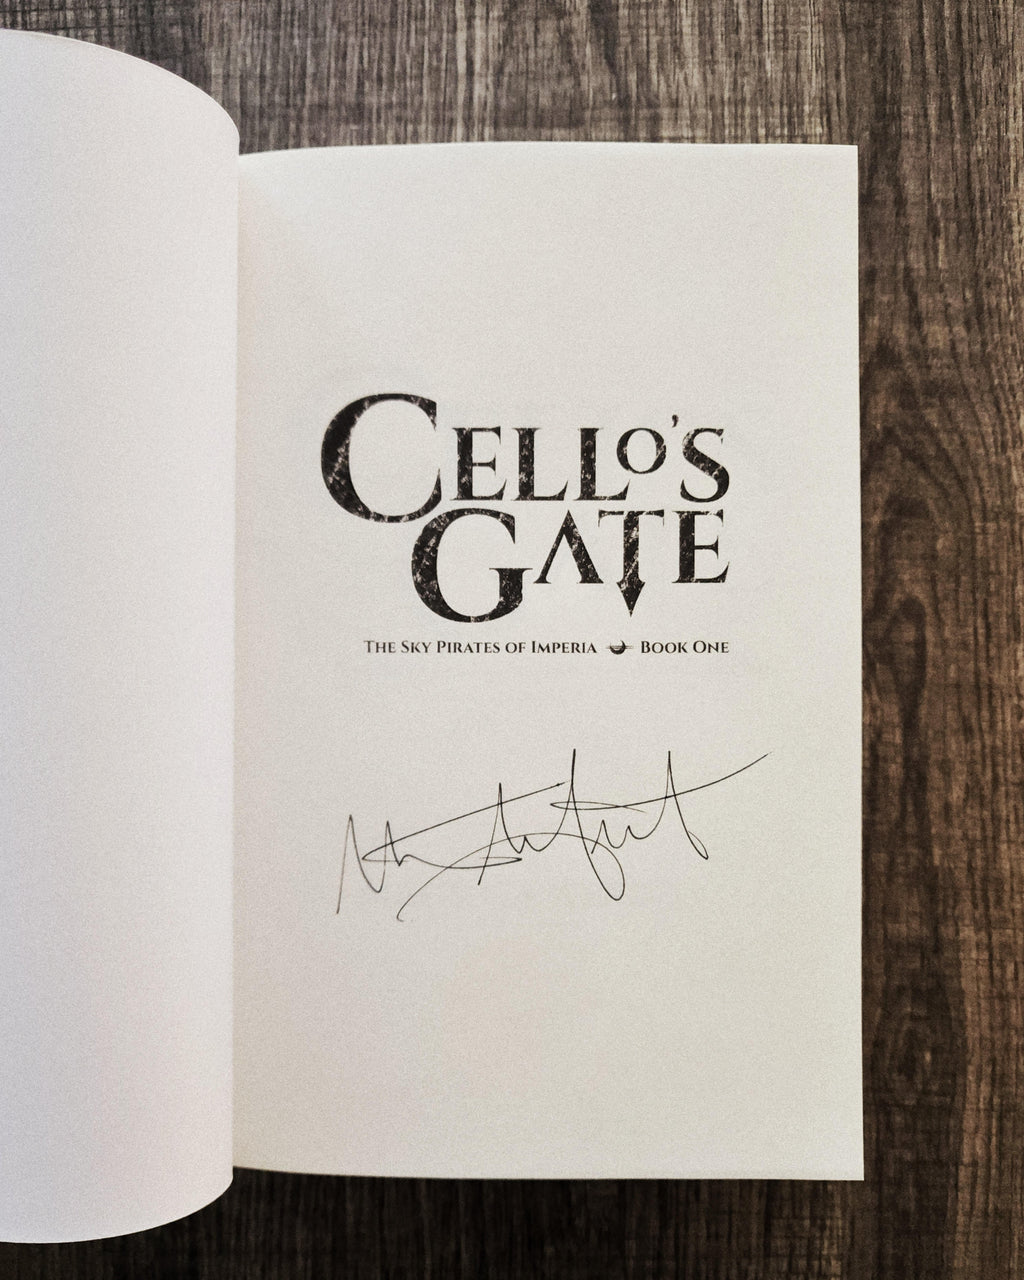 Cello's
Gate
The Sky Pirates of Imperia Book One